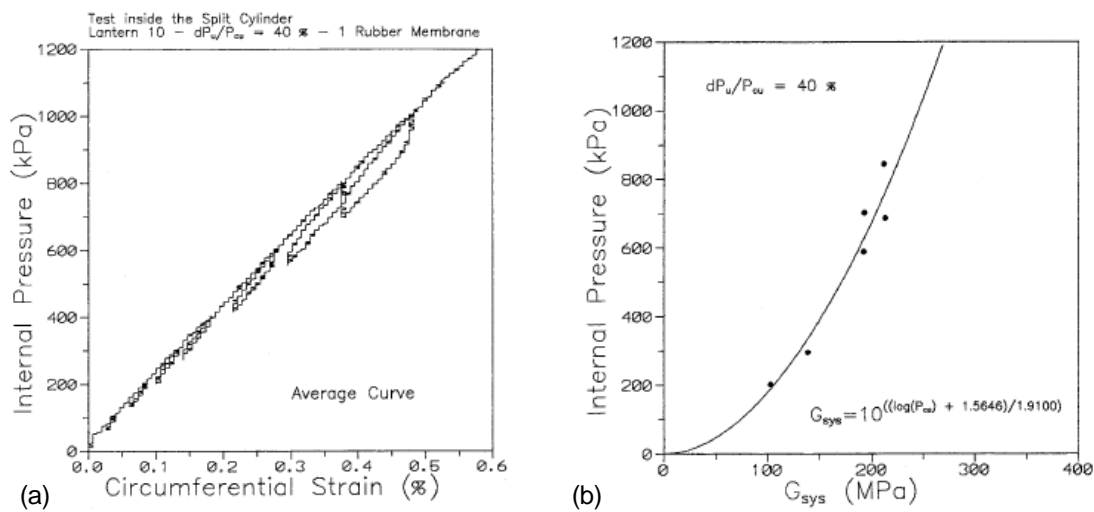 Test inside the Split Cylinder
Lantern 10 - dPᵤ/P꜀ᵤ = 40 % - 1 Rubber Membrane
1200
1000
800
600
400
200
0
Internal Pressure (kPa)
Average Curve
0.0 0.1 0.2 0.3 0.4 0.5 0.6
Circumferential Strain (%)
(a)
1200
1000
800
600
400
200
0
Internal Pressure (kPa)
dPᵤ/P꜀ᵤ = 40 %
Gsys=10((log(Pcu) + 1.5646)/1.9100)
0 100 200 300 400
Gsys (MPa)
(b)